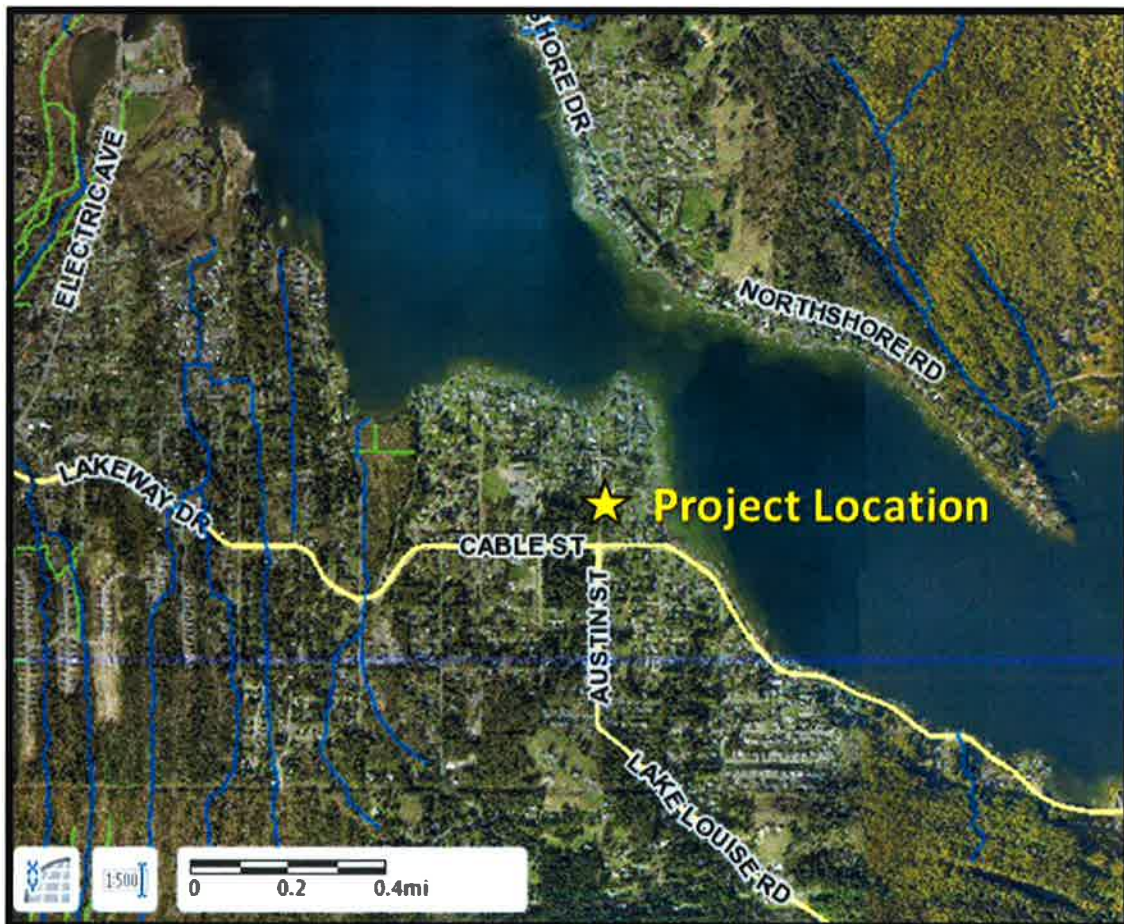 SHORE DR
ELECTRIC AVE
NORTHSHORE RD
LAKEWAY DR
Project Location
CABLE ST
AUSTIN ST
LAKE LOUISE RD
1:500
0 0.2 0.4mi